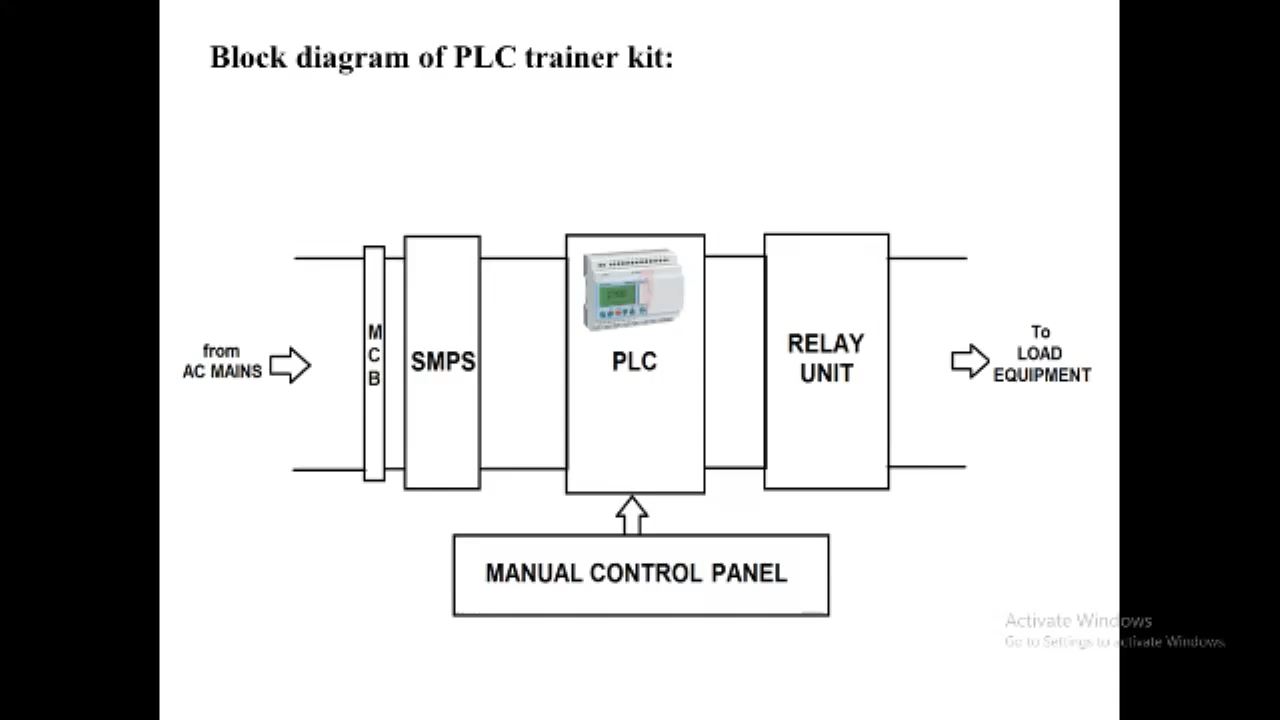 Block diagram of PLC trainer kit:
from
AC MAINS
M
C
B
SMPS
PLC
RELAY
UNIT
To
LOAD
EQUIPMENT
MANUAL CONTROL PANEL
Activate Windows
Go to Settings to activate Windows.